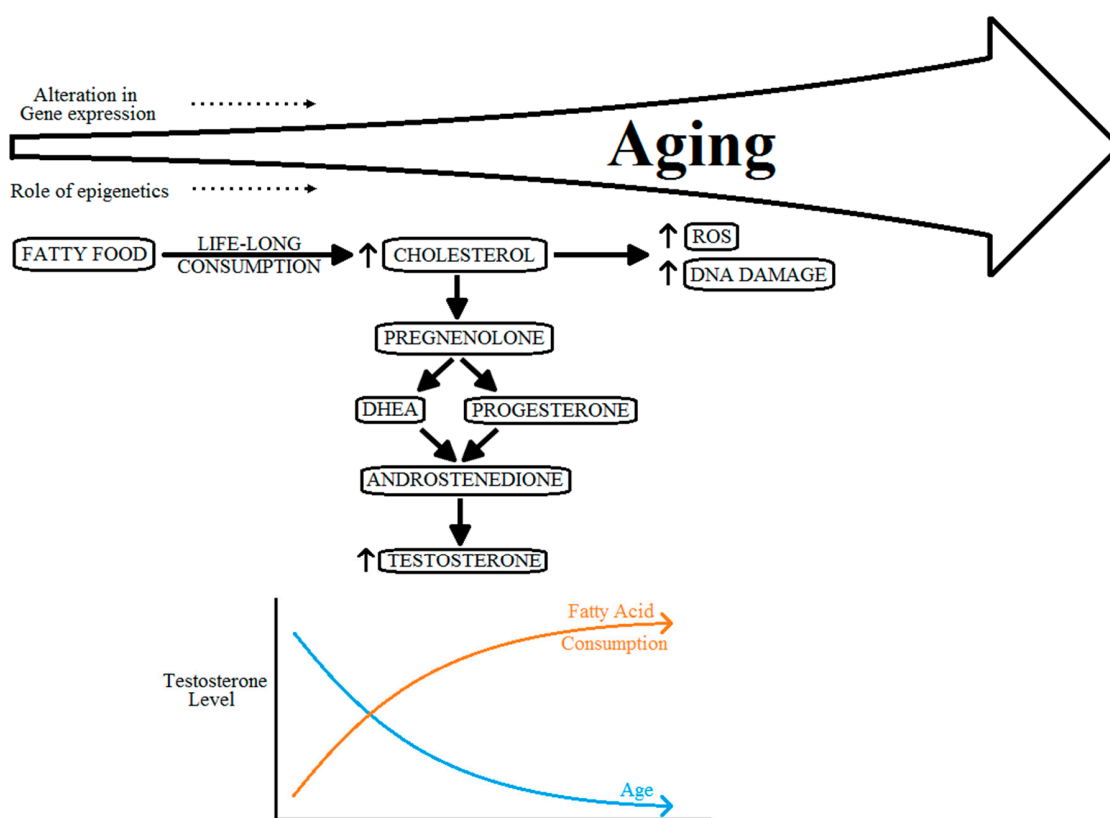 Alteration in
Gene expression
Aging
Role of epigenetics
FATTY FOOD
LIFE-LONG
CONSUMPTION
↑ CHOLESTEROL
↑ ROS
↑ DNA DAMAGE
PREGNENOLONE
DHEA
PROGESTERONE
ANDROSTENEDIONE
↑ TESTOSTERONE
Fatty Acid
Consumption
Testosterone
Level
Age